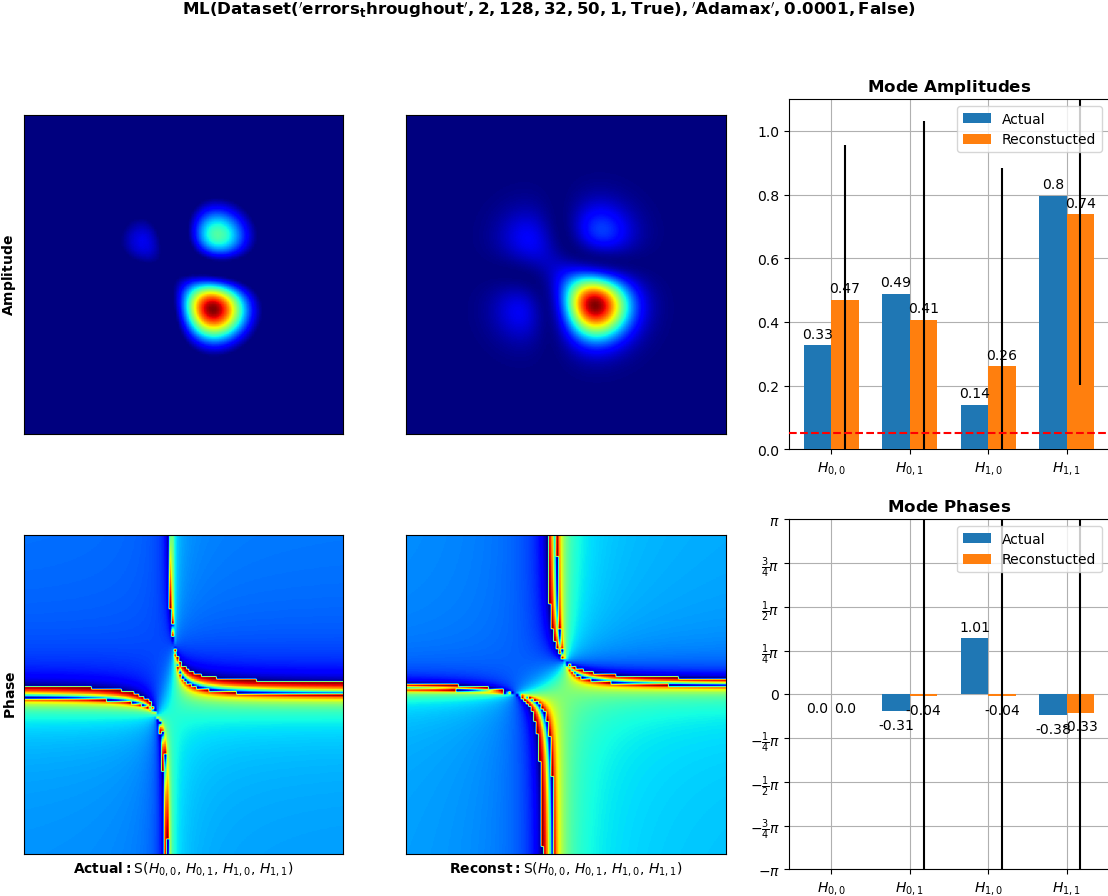 ML(Dataset('errors_throughout', 2, 128, 32, 50, 1, True), 'Adamax', 0.0001, False)
Amplitude
Mode Amplitudes
Actual
Reconstucted
1.0
0.8
0.6
0.4
0.2
0.0
0.33
0.47
0.49
0.41
0.14
0.26
0.8
0.74
H0,0 H0,1 H1,0 H1,1
Phase
Actual: S(H0,0, H0,1, H1,0, H1,1)
Reconst: S(H0,0, H0,1, H1,0, H1,1)
Mode Phases
Actual
Reconstucted
π
3/4π
1/2π
1/4π
0
−1/4π
−1/2π
−3/4π
−π
0.0
0.0
-0.31
-0.04
1.01
-0.04
-0.38
-0.33
H0,0 H0,1 H1,0 H1,1